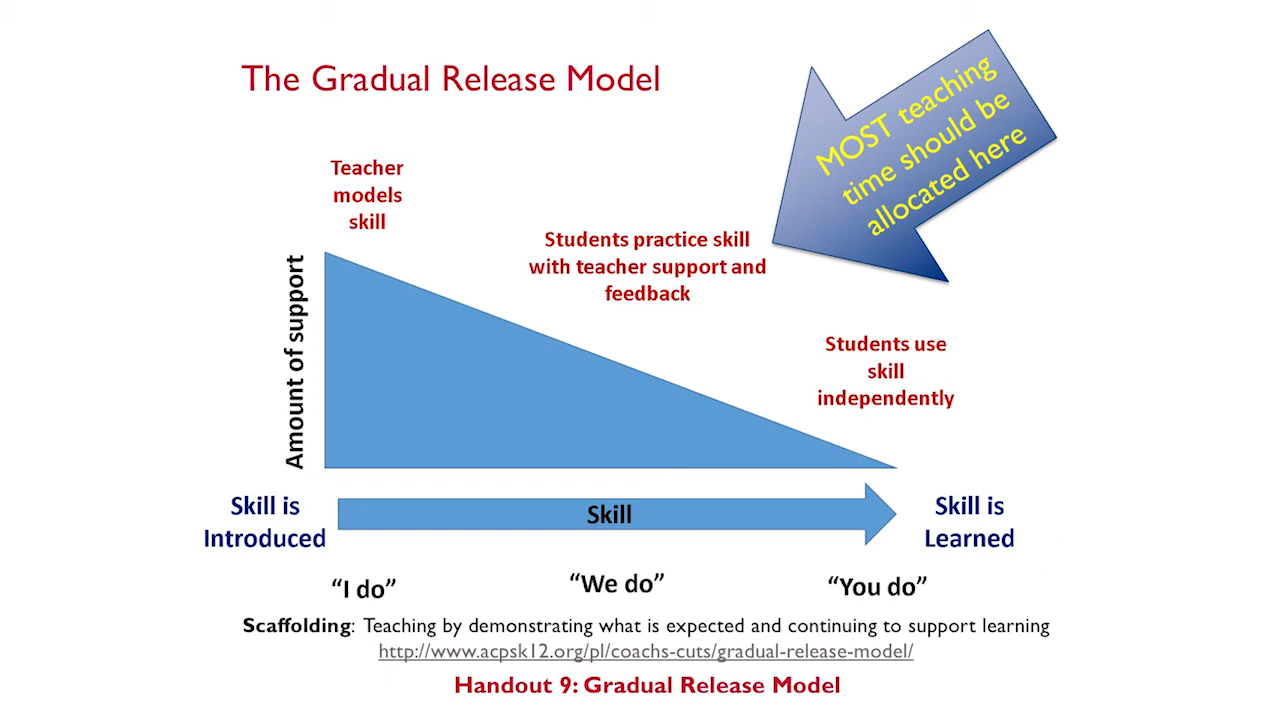 The Gradual Release Model
MOST teaching
time should be
allocated here
Teacher
models
skill
Students practice skill
with teacher support and
feedback
Students use
skill
independently
Amount of support
Skill is
Introduced
Skill
Skill is
Learned
“I do”
“We do”
“You do”
Scaffolding: Teaching by demonstrating what is expected and continuing to support learning
http://www.acpsk12.org/pl/coachs-cuts/gradual-release-model/
Handout 9: Gradual Release Model